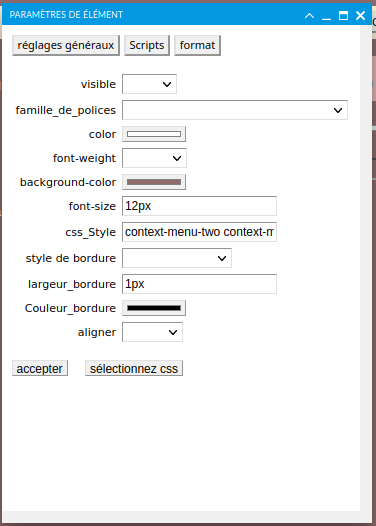 PARAMÈTRES DE ÉLÉMENT
réglages généraux Scripts format
visible
famille_de_polices
color
font-weight
background-color
font-size 12px
css_Style context-menu-two context-m
style de bordure
largeur_bordure 1px
Couleur_bordure
aligner
accepter sélectionnez css